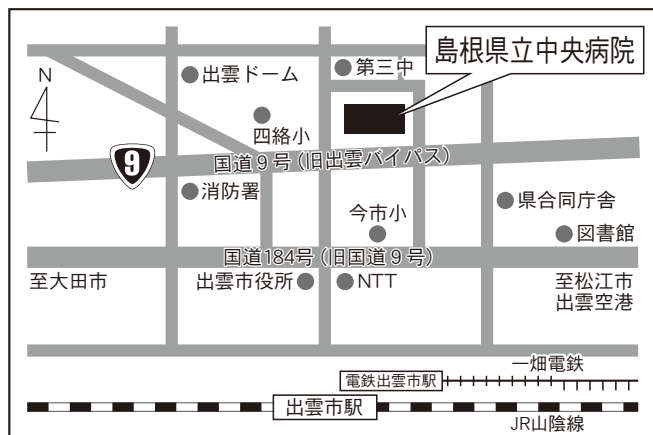 島根県立中央病院
第三中
出雲ドーム
N
四絡小
国道9号(旧出雲バイパス)
9
消防署
県合同庁舎
今市小
図書館
国道184号(旧国道9号)
至大田市
出雲市役所
NTT
至松江市
出雲空港
一畑電鉄
電鉄出雲市駅
出雲市駅
JR山陰線